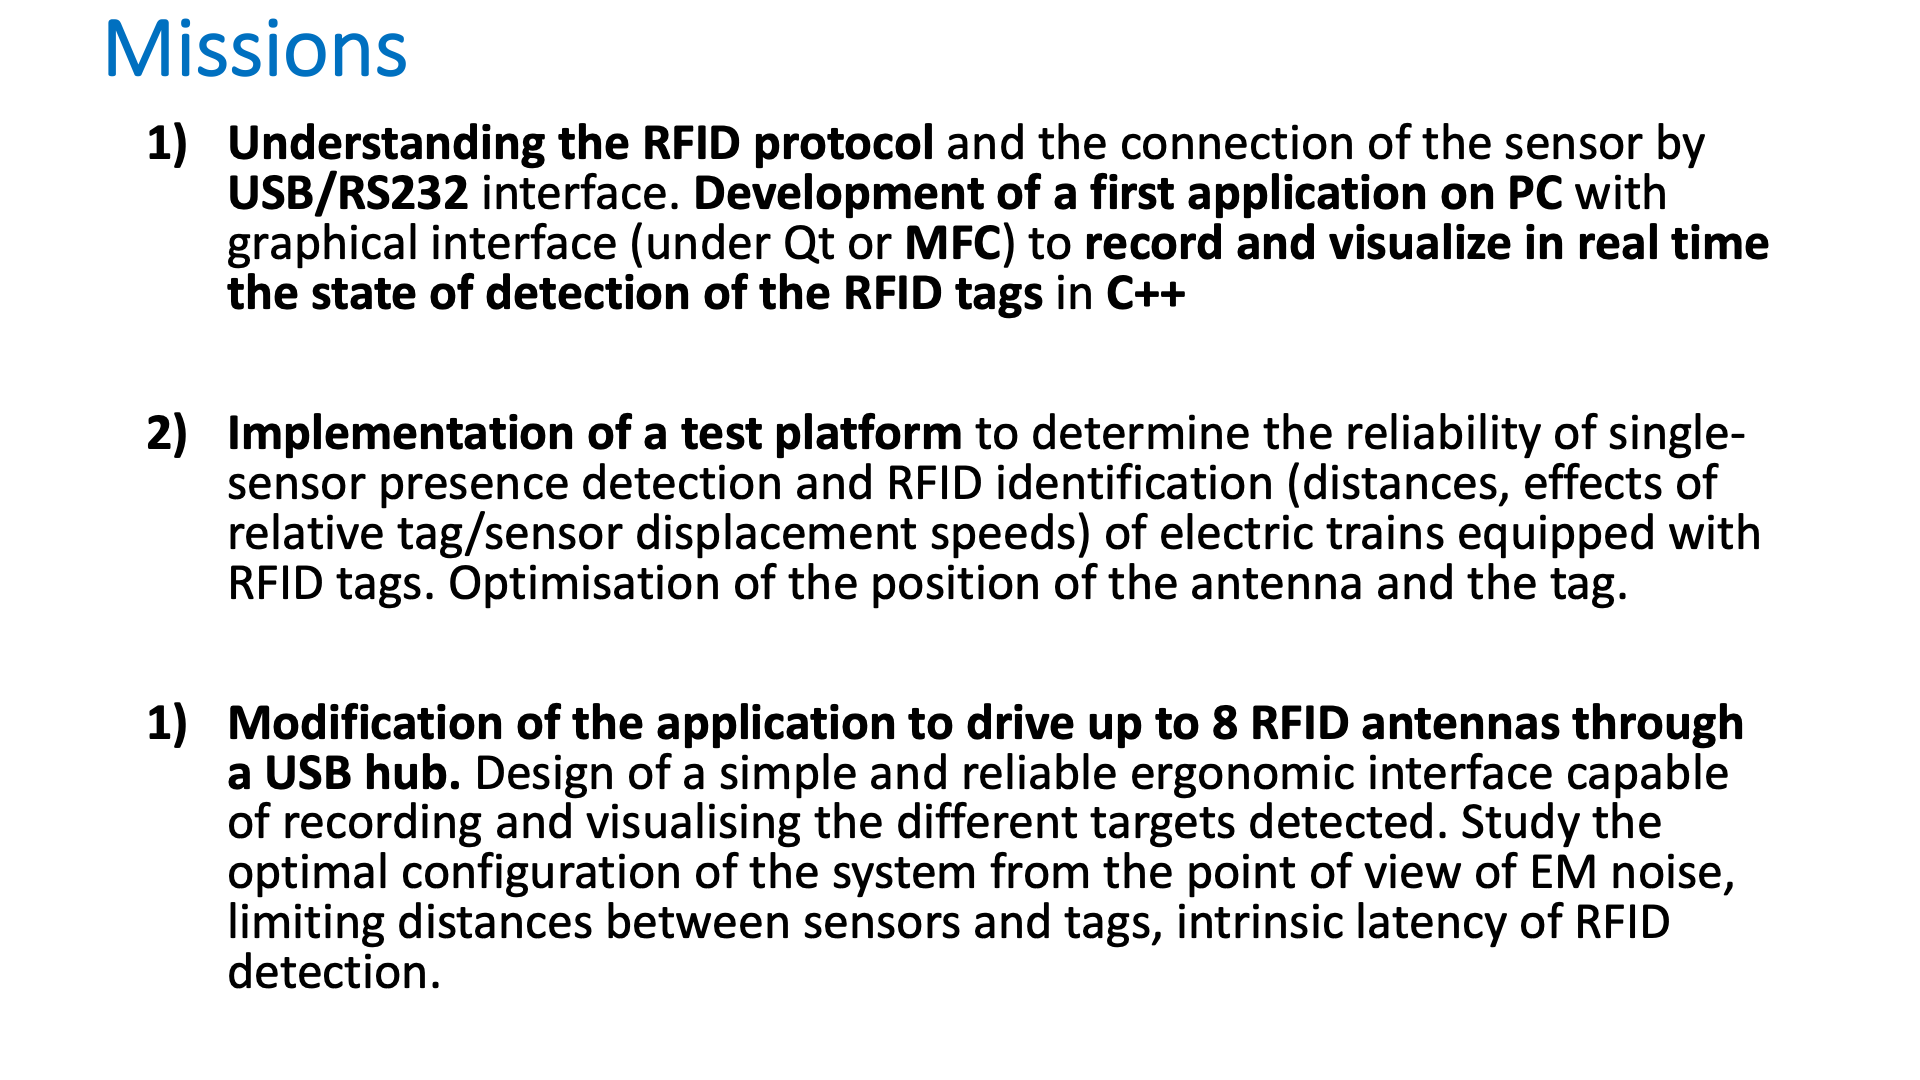 Missions
1) Understanding the RFID protocol and the connection of the sensor by
USB/RS232 interface. Development of a first application on PC with
graphical interface (under Qt or MFC) to record and visualize in real time
the state of detection of the RFID tags in C++
2) Implementation of a test platform to determine the reliability of single-
sensor presence detection and RFID identification (distances, effects of
relative tag/sensor displacement speeds) of electric trains equipped with
RFID tags. Optimisation of the position of the antenna and the tag.
1) Modification of the application to drive up to 8 RFID antennas through
a USB hub. Design of a simple and reliable ergonomic interface capable
of recording and visualising the different targets detected. Study the
optimal configuration of the system from the point of view of EM noise,
limiting distances between sensors and tags, intrinsic latency of RFID
detection.